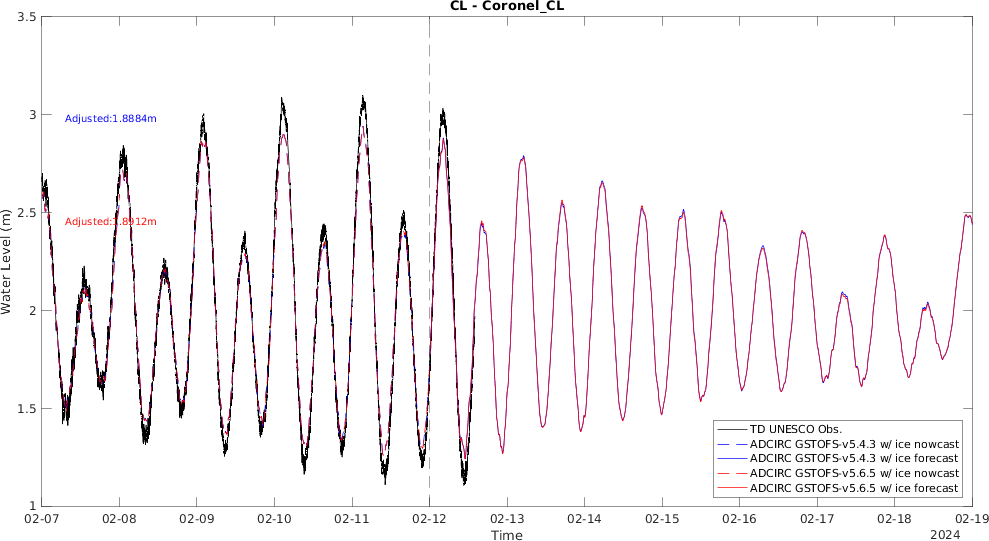 CL - Coronel_CL
3.5
3
2.5
2
1.5
1
Water Level (m)
Adjusted:1.8884m
Adjusted:1.8912m
TD UNESCO Obs.
ADCIRC GSTOFS-v5.4.3 w/ ice nowcast
ADCIRC GSTOFS-v5.4.3 w/ ice forecast
ADCIRC GSTOFS-v5.6.5 w/ ice nowcast
ADCIRC GSTOFS-v5.6.5 w/ ice forecast
02-07 02-08 02-09 02-10 02-11 02-12 02-13 02-14 02-15 02-16 02-17 02-18 02-19
Time
2024